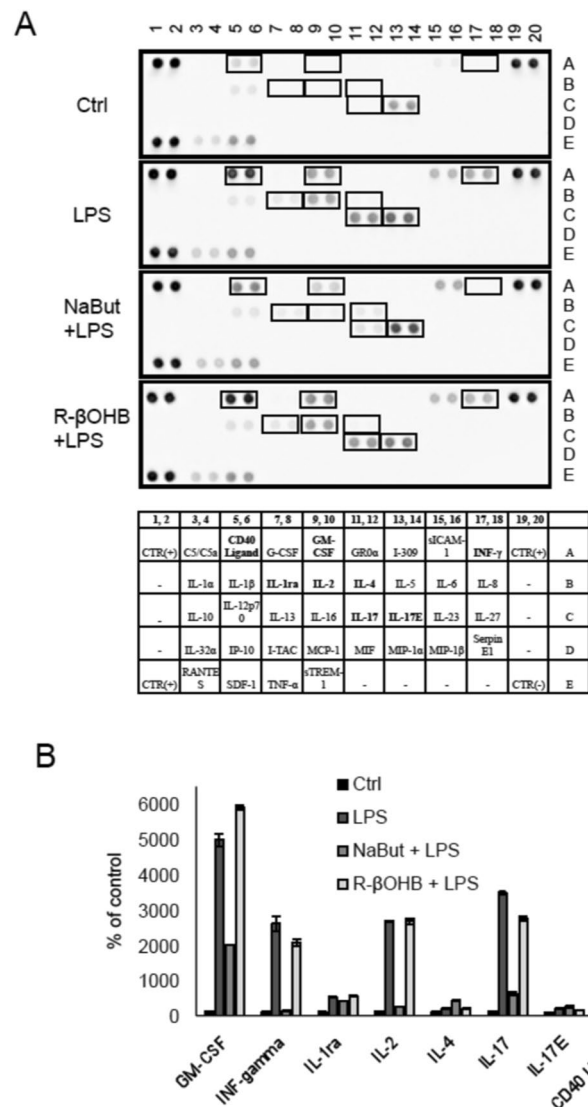 A
1 2 3 4 5 6 7 8 9 10 11 12 13 14 15 16 17 18 19 20
Ctrl
A
B
C
D
E
LPS
A
B
C
D
E
NaBut
+LPS
A
B
C
D
E
R-βOHB
+LPS
A
B
C
D
E
1, 2 3, 4 5, 6 7, 8 9, 10 11, 12 13, 14 15, 16 17, 18 19, 20
CTR(+) C5/C5a CD40 Ligand G-CSF GM-CSF GR0α I-309 sICAM-1 INF-γ CTR(+) A
- IL-1α IL-1β IL-1ra IL-2 IL-4 IL-5 IL-6 IL-8 - B
- IL-10 IL-12p70 IL-13 IL-16 IL-17 IL-17E IL-23 IL-27 - C
- IL-32α IP-10 I-TAC MCP-1 MIF MIP-1α MIP-1β Serpin E1 - D
CTR(+) RANTES SDF-1 TNF-α sTREM-1 - - - - CTR(-) E
B
Ctrl
LPS
NaBut + LPS
R-βOHB + LPS
% of control
6000
5000
4000
3000
2000
1000
0
GM-CSF
INF-gamma
IL-1ra
IL-2
IL-4
IL-17
IL-17E
CD40